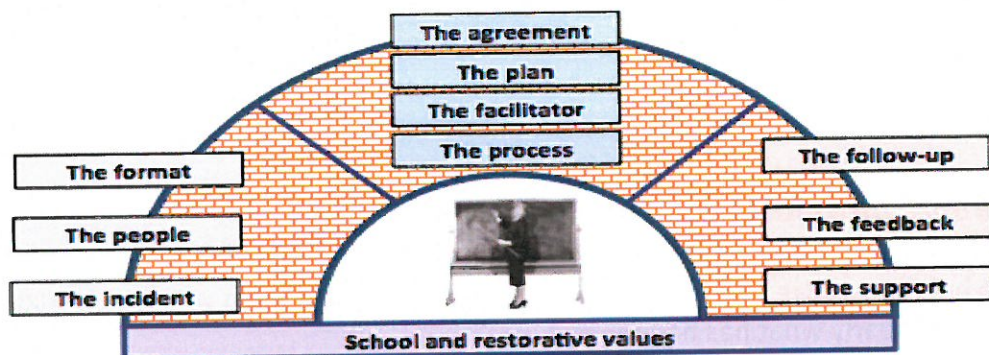 The agreement
The plan
The facilitator
The process
The format
The people
The incident
The follow-up
The feedback
The support
School and restorative values